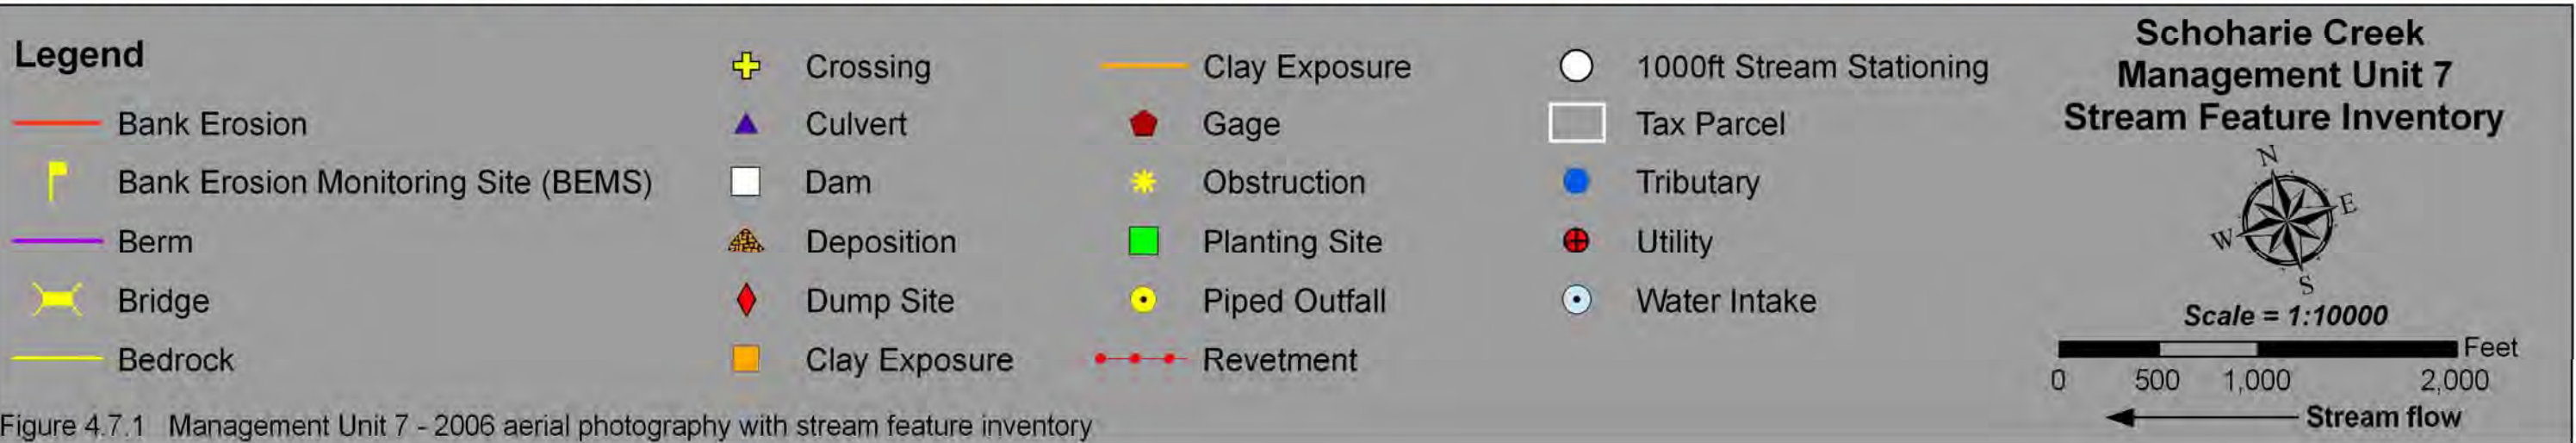 Legend
Bank Erosion
Bank Erosion Monitoring Site (BEMS)
Berm
Bridge
Bedrock
Crossing
Culvert
Dam
Deposition
Dump Site
Clay Exposure
Clay Exposure
Gage
Obstruction
Planting Site
Piped Outfall
Revetment
1000ft Stream Stationing
Tax Parcel
Tributary
Utility
Water Intake
Schoharie Creek
Management Unit 7
Stream Feature Inventory
N
E
W
S
Scale = 1:10000
Feet
0 500 1,000 2,000
Stream flow
Figure 4.7.1 Management Unit 7 - 2006 aerial photography with stream feature inventory